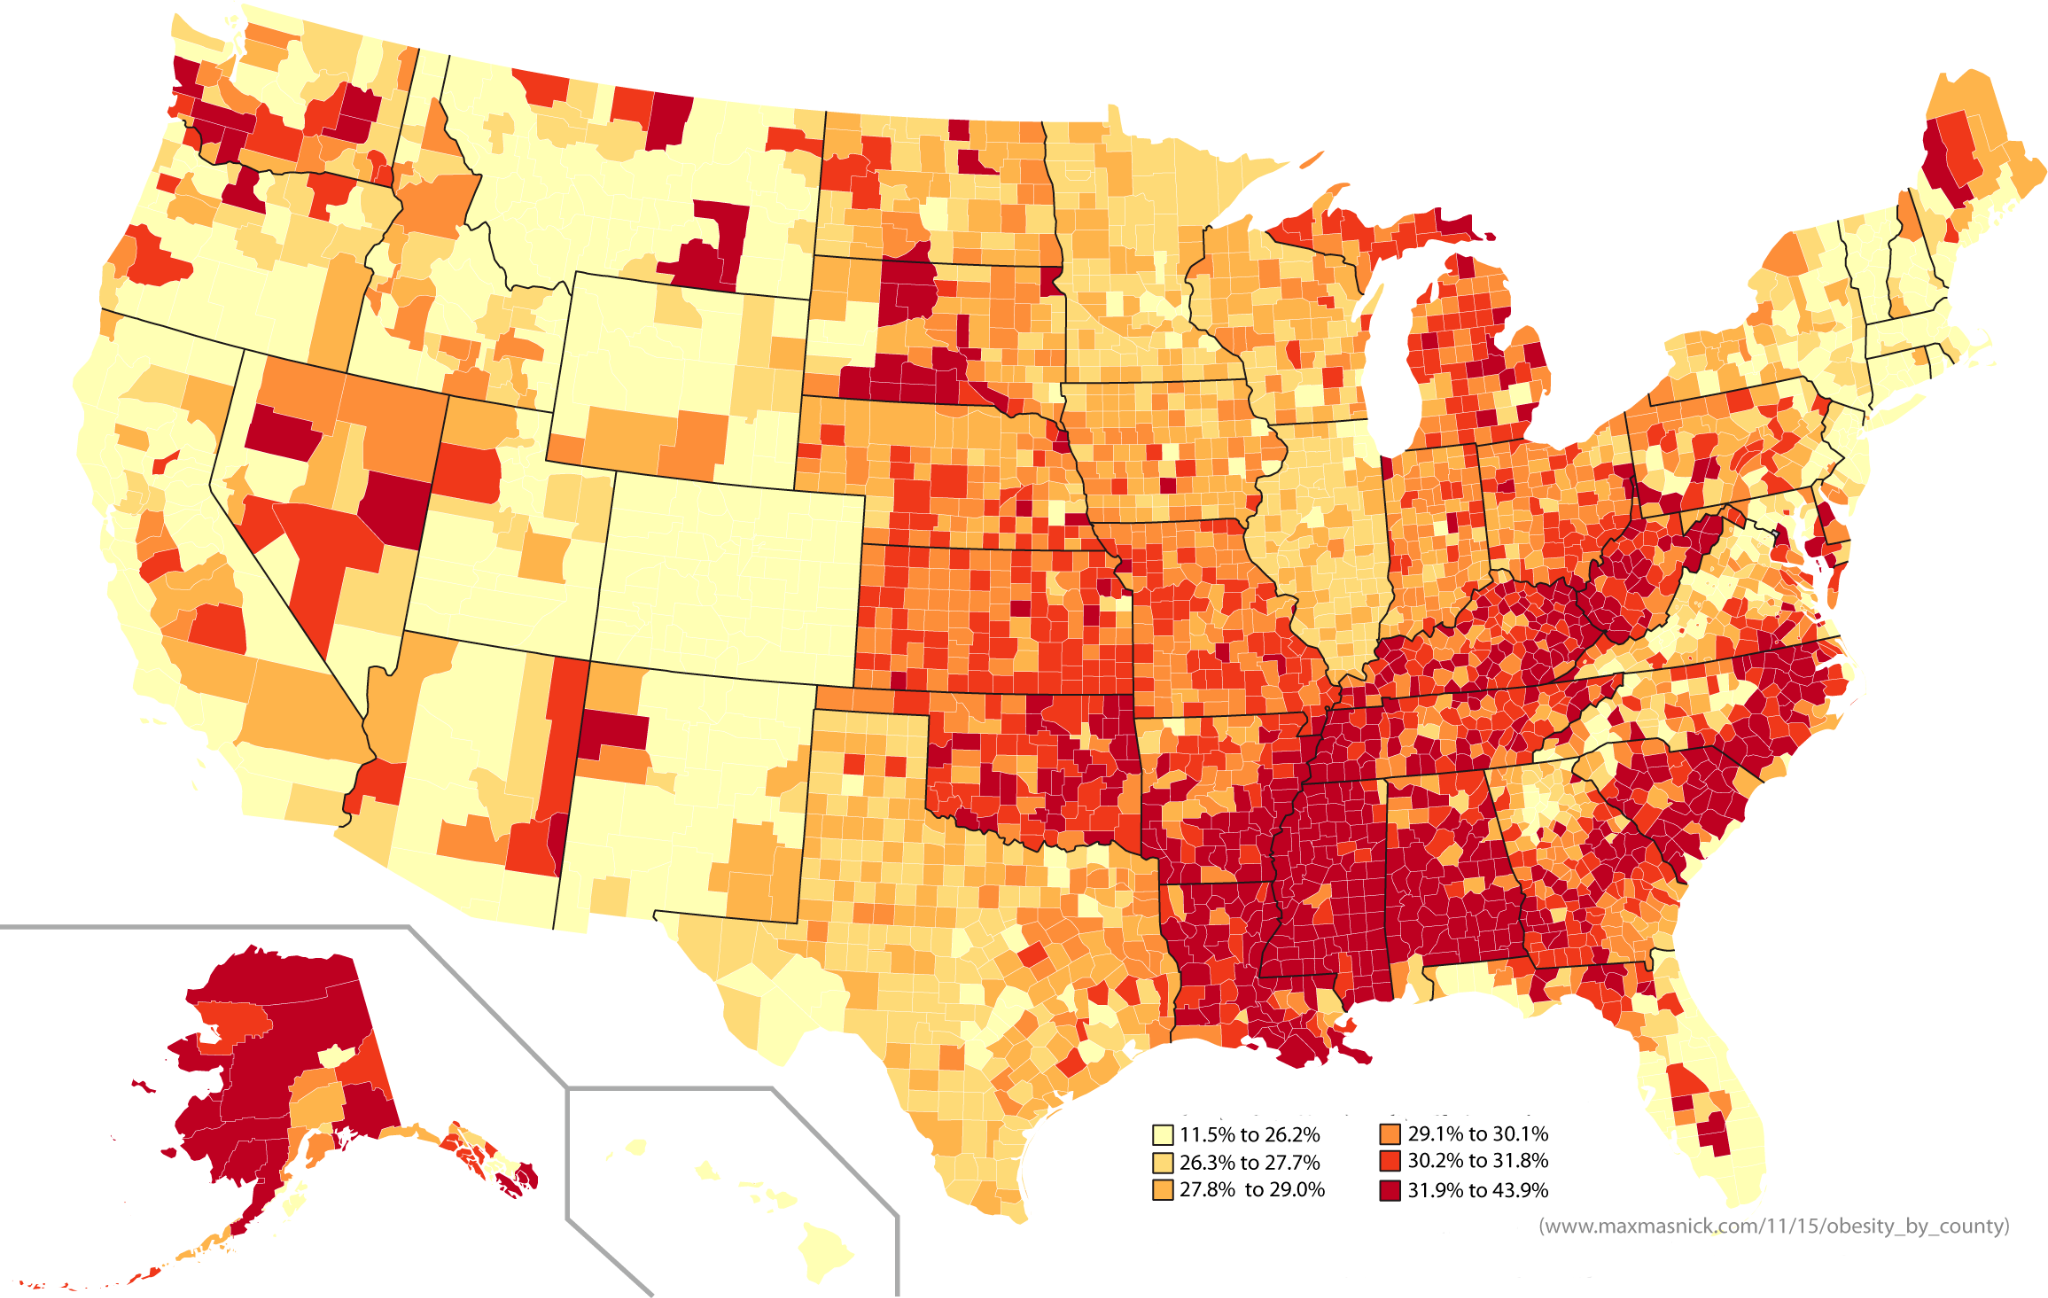 11.5% to 26.2%
26.3% to 27.7%
27.8% to 29.0%
29.1% to 30.1%
30.2% to 31.8%
31.9% to 43.9%
(www.maxmasnick.com/11/15/obesity_by_county)